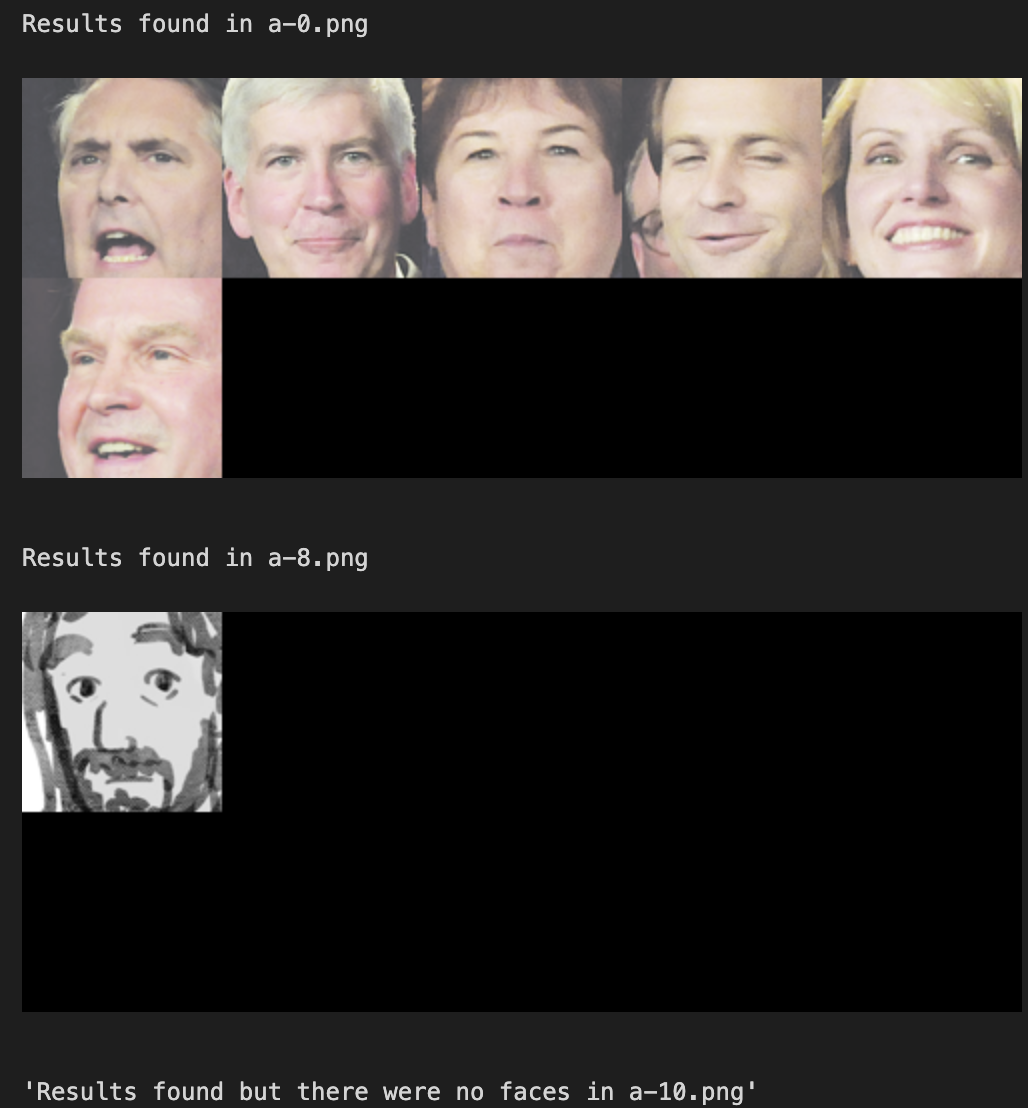 Results found in a-0.png
Results found in a-8.png
'Results found but there were no faces in a-10.png'